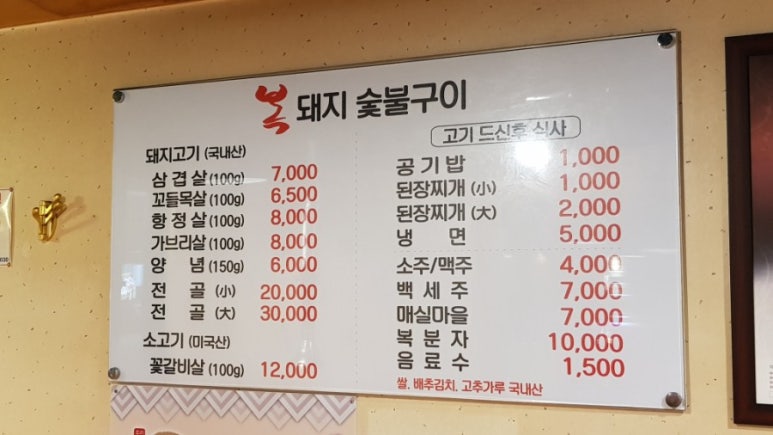 복 돼지 숯불구이
돼지고기 (국내산)
삼겹살 (100g) 7,000
꼬들목살 (100g) 6,500
항정살 (100g) 8,000
가브리살 (100g) 8,000
양 념 (150g) 6,000
전 골 (小) 20,000
전 골 (大) 30,000
소고기 (미국산)
꽃갈비살 (100g) 12,000
고기 드신후 식사
공기밥 1,000
된장찌개 (小) 1,000
된장찌개 (大) 2,000
냉 면 5,000
소주/맥주 4,000
백세주 7,000
매실마을 7,000
복분자 10,000
음료수 1,500
쌀, 배추김치, 고추가루 국내산